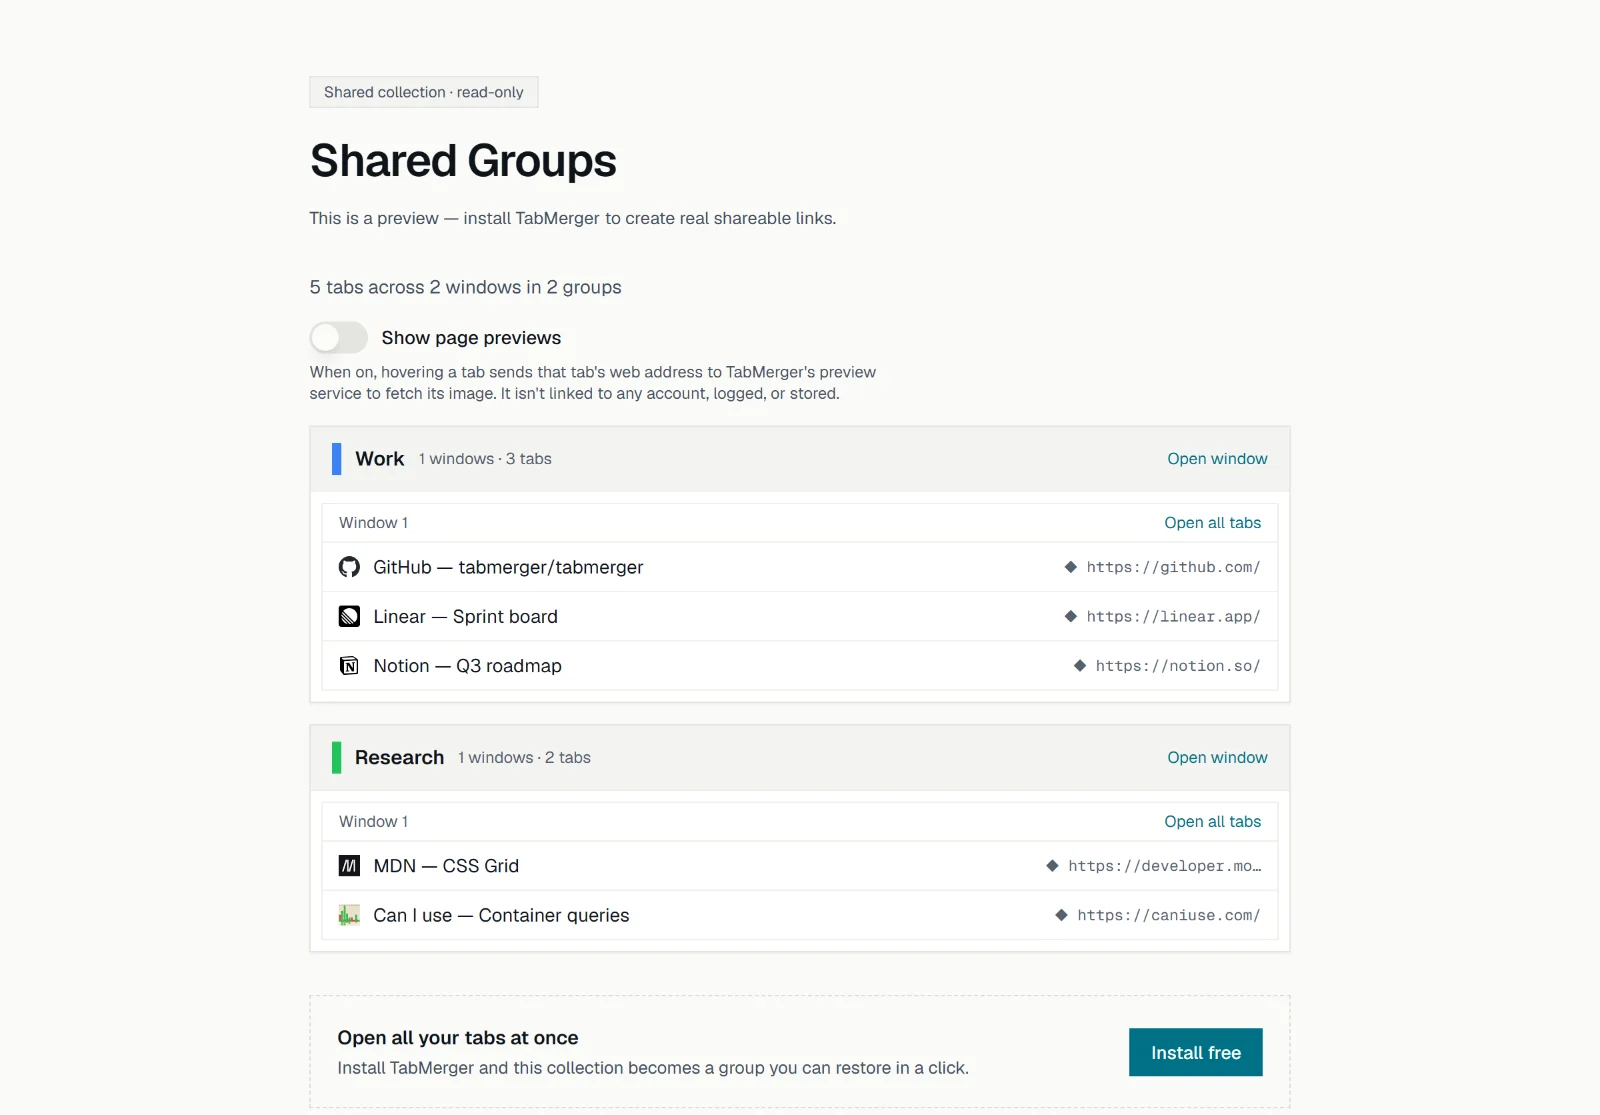 Shared collection · read-only
Shared Groups
This is a preview — install TabMerger to create real shareable links.
5 tabs across 2 windows in 2 groups
Show page previews
When on, hovering a tab sends that tab's web address to TabMerger's preview
service to fetch its image. It isn't linked to any account, logged, or stored.
Work 1 windows · 3 tabs Open window
Window 1 Open all tabs
GitHub — tabmerger/tabmerger ◆ https://github.com/
Linear — Sprint board ◆ https://linear.app/
Notion — Q3 roadmap ◆ https://notion.so/
Research 1 windows · 2 tabs Open window
Window 1 Open all tabs
MDN — CSS Grid ◆ https://developer.mo…
Can I use — Container queries ◆ https://caniuse.com/
Open all your tabs at once
Install TabMerger and this collection becomes a group you can restore in a click.
Install free